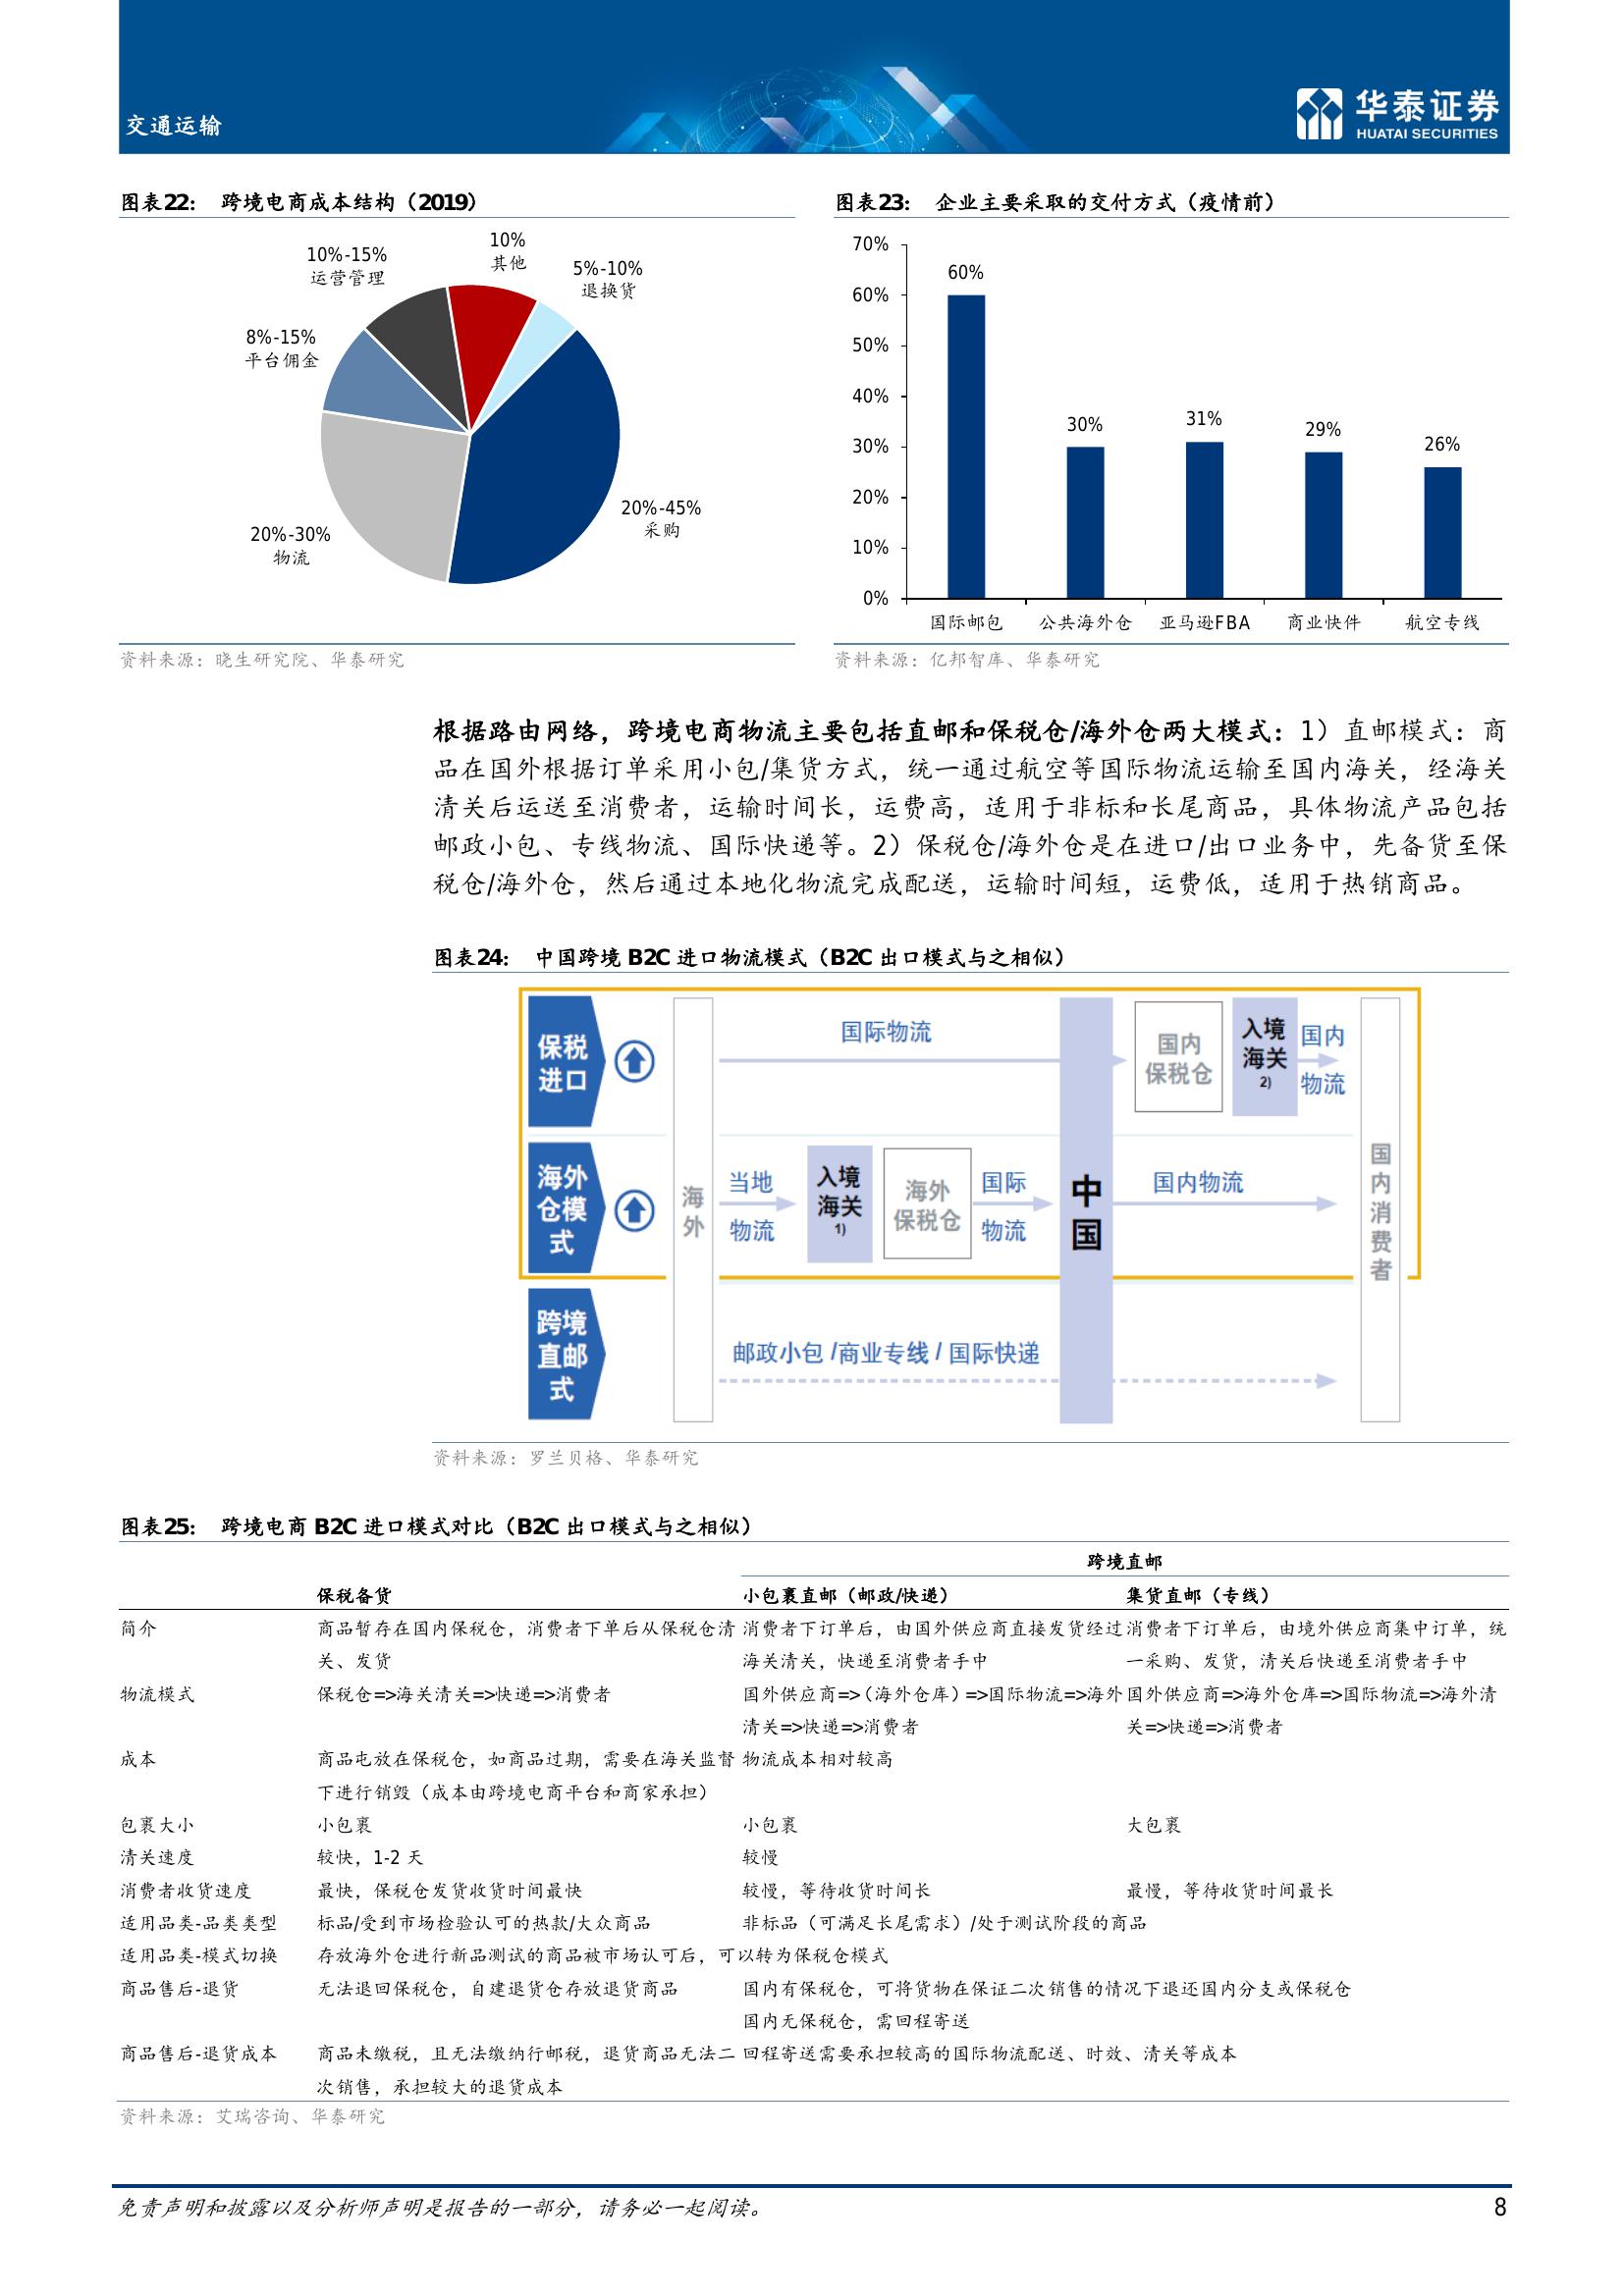 交通运输
华泰证券
HUATAI SECURITIES
图表22： 跨境电商成本结构（2019）
10%
其他
10%-15%
运营管理
5%-10%
退换货
8%-15%
平台佣金
20%-45%
采购
20%-30%
物流
资料来源：晓生研究院、华泰研究
图表23： 企业主要采取的交付方式（疫情前）
70%
60%
50%
40%
30%
20%
10%
0%
60%
30%
31%
29%
26%
国际邮包
公共海外仓
亚马逊FBA
商业快件
航空专线
资料来源：亿邦智库、华泰研究
根据路由网络，跨境电商物流主要包括直邮和保税仓/海外仓两大模式：1）直邮模式：商
品在国外根据订单采用小包/集货方式，统一通过航空等国际物流运输至国内海关，经海关
清关后运送至消费者，运输时间长，运费高，适用于非标和长尾商品，具体物流产品包括
邮政小包、专线物流、国际快递等。2）保税仓/海外仓是在进口/出口业务中，先备货至保
税仓/海外仓，然后通过本地化物流完成配送，运输时间短，运费低，适用于热销商品。
图表24： 中国跨境 B2C 进口物流模式（B2C 出口模式与之相似）
保税
进口
海外
国际物流
中国
国内
保税仓
入境
海关
2)
国内
物流
国内消费者
海外
仓模
式
当地
物流
入境
海关
1)
海外
保税仓
国际
物流
国内物流
跨境
直邮
式
邮政小包 /商业专线 / 国际快递
资料来源：罗兰贝格、华泰研究
图表25： 跨境电商 B2C 进口模式对比（B2C 出口模式与之相似）
跨境直邮
保税备货 小包裹直邮（邮政/快递） 集货直邮（专线）
简介 商品暂存在国内保税仓，消费者下单后从保税仓清 消费者下订单后，由国外供应商直接发货经过 消费者下订单后，由境外供应商集中订单，统
关、发货 海关清关，快递至消费者手中 一采购、发货，清关后快递至消费者手中
物流模式 保税仓=>海关清关=>快递=>消费者 国外供应商=>（海外仓库）=>国际物流=>海外 国外供应商=>海外仓库=>国际物流=>海外清
清关=>快递=>消费者 关=>快递=>消费者
成本 商品屯放在保税仓，如商品过期，需要在海关监督 物流成本相对较高
下进行销毁（成本由跨境电商平台和商家承担）
包裹大小 小包裹 小包裹 大包裹
清关速度 较快，1-2 天 较慢
消费者收货速度 最快，保税仓发货收货时间最快 较慢，等待收货时间长 最慢，等待收货时间最长
适用品类-品类类型 标品/受到市场检验认可的热款/大众商品 非标品（可满足长尾需求）/处于测试阶段的商品
适用品类-模式切换 存放海外仓进行新品测试的商品被市场认可后，可以转为保税仓模式
商品售后-退货 无法退回保税仓，自建退货仓存放退货商品 国内有保税仓，可将货物在保证二次销售的情况下退还国内分支或保税仓
国内无保税仓，需回程寄送
商品售后-退货成本 商品未缴税，且无法缴纳行邮税，退货商品无法二 回程寄送需要承担较高的国际物流配送、时效、清关等成本
次销售，承担较大的退货成本
资料来源：艾瑞咨询、华泰研究
免责声明和披露以及分析师声明是报告的一部分，请务必一起阅读。
8